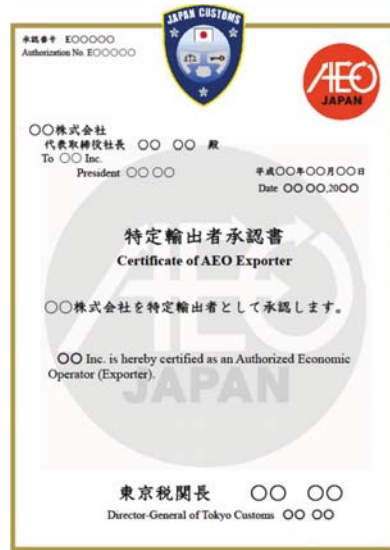 JAPAN CUSTOMS
承認番号 E○○○○○
Authorization No. E○○○○○
AEO
JAPAN
○○株式会社
代表取締役社長 ○○ ○○ 殿
To ○○ Inc.
President ○○ ○○
平成○○年○○月○○日
Date ○○ ○○,20○○
特定輸出者承認書
Certificate of AEO Exporter
○○株式会社を特定輸出者として承認します。
○○ Inc. is hereby certified as an Authorized Economic
Operator (Exporter).
AEO
JAPAN
東京税関長 ○○ ○○
Director-General of Tokyo Customs ○○ ○○